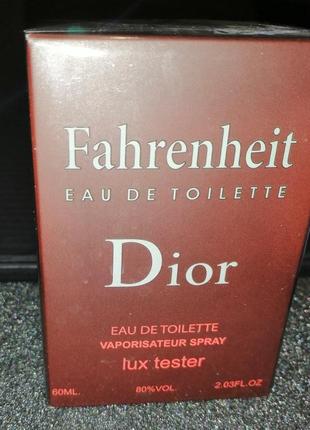 Fahrenheit
EAU DE TOILETTE
Dior
EAU DE TOILETTE
VAPORISATEUR SPRAY
lux tester
60ML. 80%VOL. 2.03FL.OZ